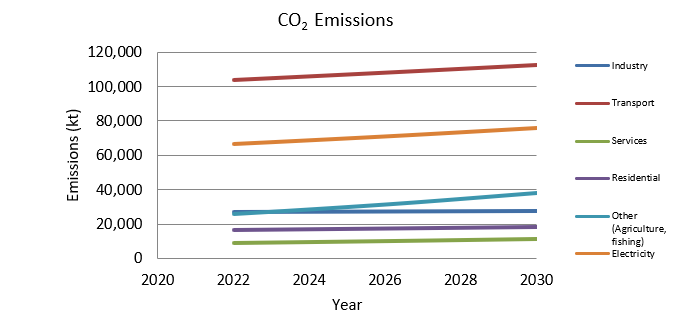 CO₂ Emissions
120,000
100,000
80,000
60,000
40,000
20,000
0
Emissions (kt)
2020 2022 2024 2026 2028 2030
Year
Industry
Transport
Services
Residential
Other
(Agriculture,
fishing)
Electricity